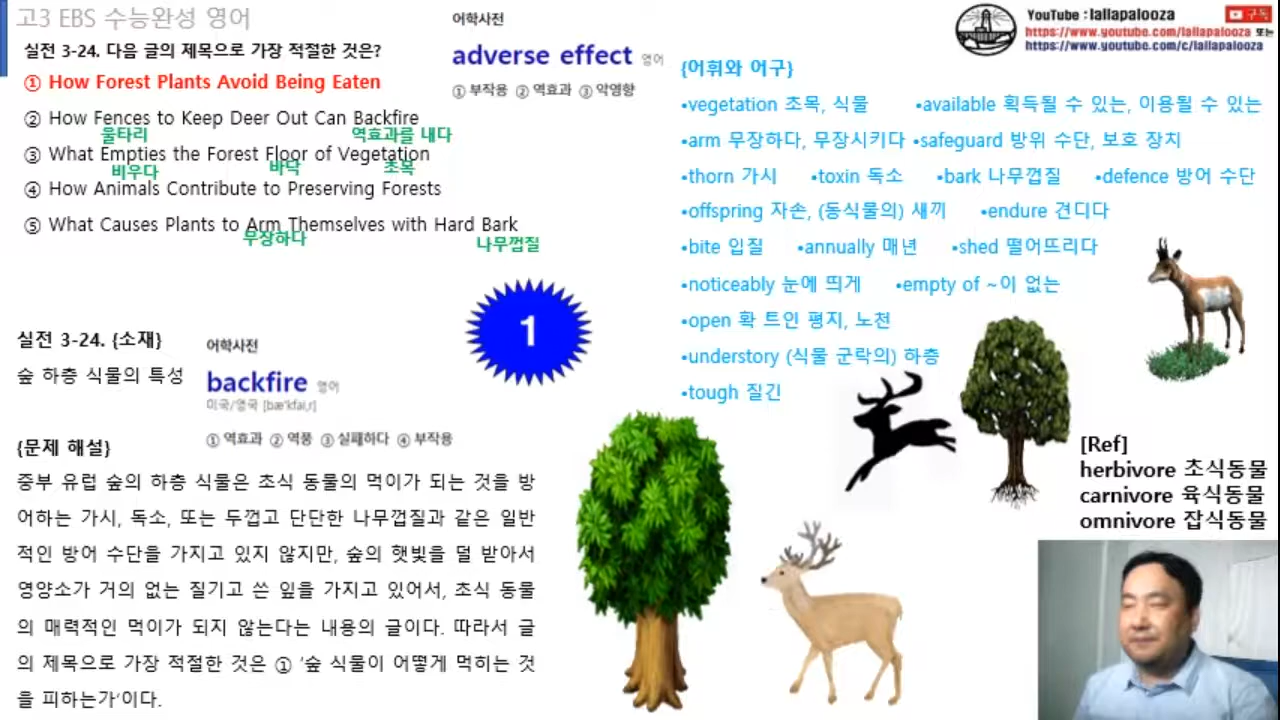 고3 EBS 수능완성 영어
실전 3-24. 다음 글의 제목으로 가장 적절한 것은?
① How Forest Plants Avoid Being Eaten
② How Fences to Keep Deer Out Can Backfire
울타리 역효과를 내다
③ What Empties the Forest Floor of Vegetation
비우다 바닥 초목
④ How Animals Contribute to Preserving Forests
⑤ What Causes Plants to Arm Themselves with Hard Bark
무장하다 나무껍질
어학사전
adverse effect 영어
① 부작용 ② 역효과 ③ 악영향
YouTube : lallapalooza 구독
https://www.youtube.com/lallapalooza 또는
https://www.youtube.com/c/lallapalooza
{어휘와 어구}
•vegetation 초목, 식물 •available 획득될 수 있는, 이용될 수 있는
•arm 무장하다, 무장시키다 •safeguard 방위 수단, 보호 장치
•thorn 가시 •toxin 독소 •bark 나무껍질 •defence 방어 수단
•offspring 자손, (동식물의) 새끼 •endure 견디다
•bite 입질 •annually 매년 •shed 떨어뜨리다
•noticeably 눈에 띄게 •empty of ~이 없는
•open 확 트인 평지, 노천
•understory (식물 군락의) 하층
•tough 질긴
1
실전 3-24. {소재}
숲 하층 식물의 특성
어학사전
backfire 영어
미국/영국 [bæˈkfaiˌr]
① 역효과 ② 역풍 ③ 실패하다 ④ 부작용
{문제 해설}
중부 유럽 숲의 하층 식물은 초식 동물의 먹이가 되는 것을 방
어하는 가시, 독소, 또는 두껍고 단단한 나무껍질과 같은 일반
적인 방어 수단을 가지고 있지 않지만, 숲의 햇빛을 덜 받아서
영양소가 거의 없는 질기고 쓴 잎을 가지고 있어서, 초식 동물
의 매력적인 먹이가 되지 않는다는 내용의 글이다. 따라서 글
의 제목으로 가장 적절한 것은 ① ‘숲 식물이 어떻게 먹히는 것
을 피하는가’이다.
[Ref]
herbivore 초식동물
carnivore 육식동물
omnivore 잡식동물